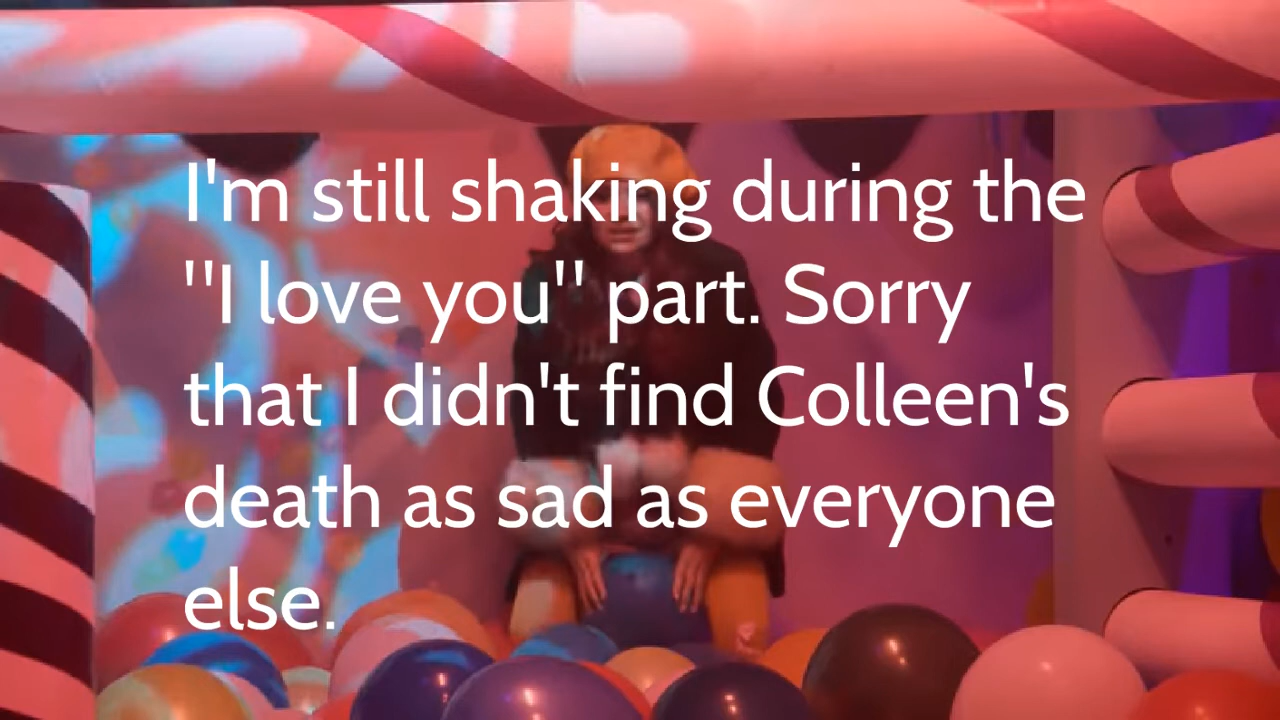 I'm still shaking during the
"I love you" part. Sorry
that I didn't find Colleen's
death as sad as everyone
else.